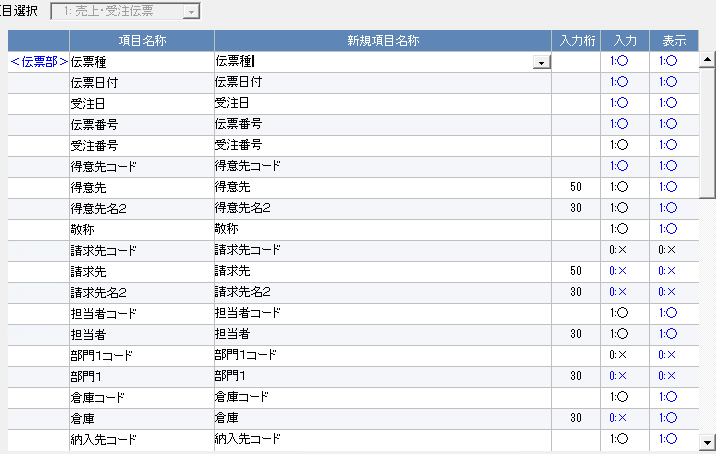 項目選択 1: 売上・受注伝票
項目名称 新規項目名称 入力桁 入力 表示
<伝票部> 伝票種 伝票種 1:○ 1:○
伝票日付 伝票日付 1:○ 1:○
受注日 受注日 1:○ 1:○
伝票番号 伝票番号 1:○ 1:○
受注番号 受注番号 1:○ 1:○
得意先コード 得意先コード 1:○ 1:○
得意先 得意先 50 1:○ 1:○
得意先名2 得意先名2 30 1:○ 1:○
敬称 敬称 1:○ 1:○
請求先コード 請求先コード 0:× 0:×
請求先 請求先 50 0:× 0:×
請求先名2 請求先名2 30 0:× 0:×
担当者コード 担当者コード 1:○ 1:○
担当者 担当者 30 1:○ 1:○
部門1コード 部門1コード 0:× 0:×
部門1 部門1 30 0:× 0:×
倉庫コード 倉庫コード 1:○ 1:○
倉庫 倉庫 30 0:× 1:○
納入先コード 納入先コード 1:○ 1:○